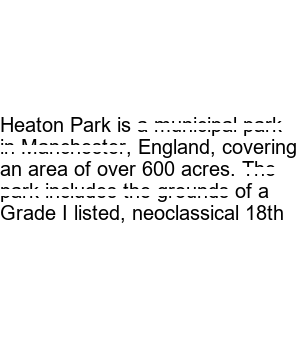 Heaton Park is a municipal park
in Manchester, England, covering
an area of over 600 acres. The
park includes the grounds of a
Grade I listed, neoclassical 18th